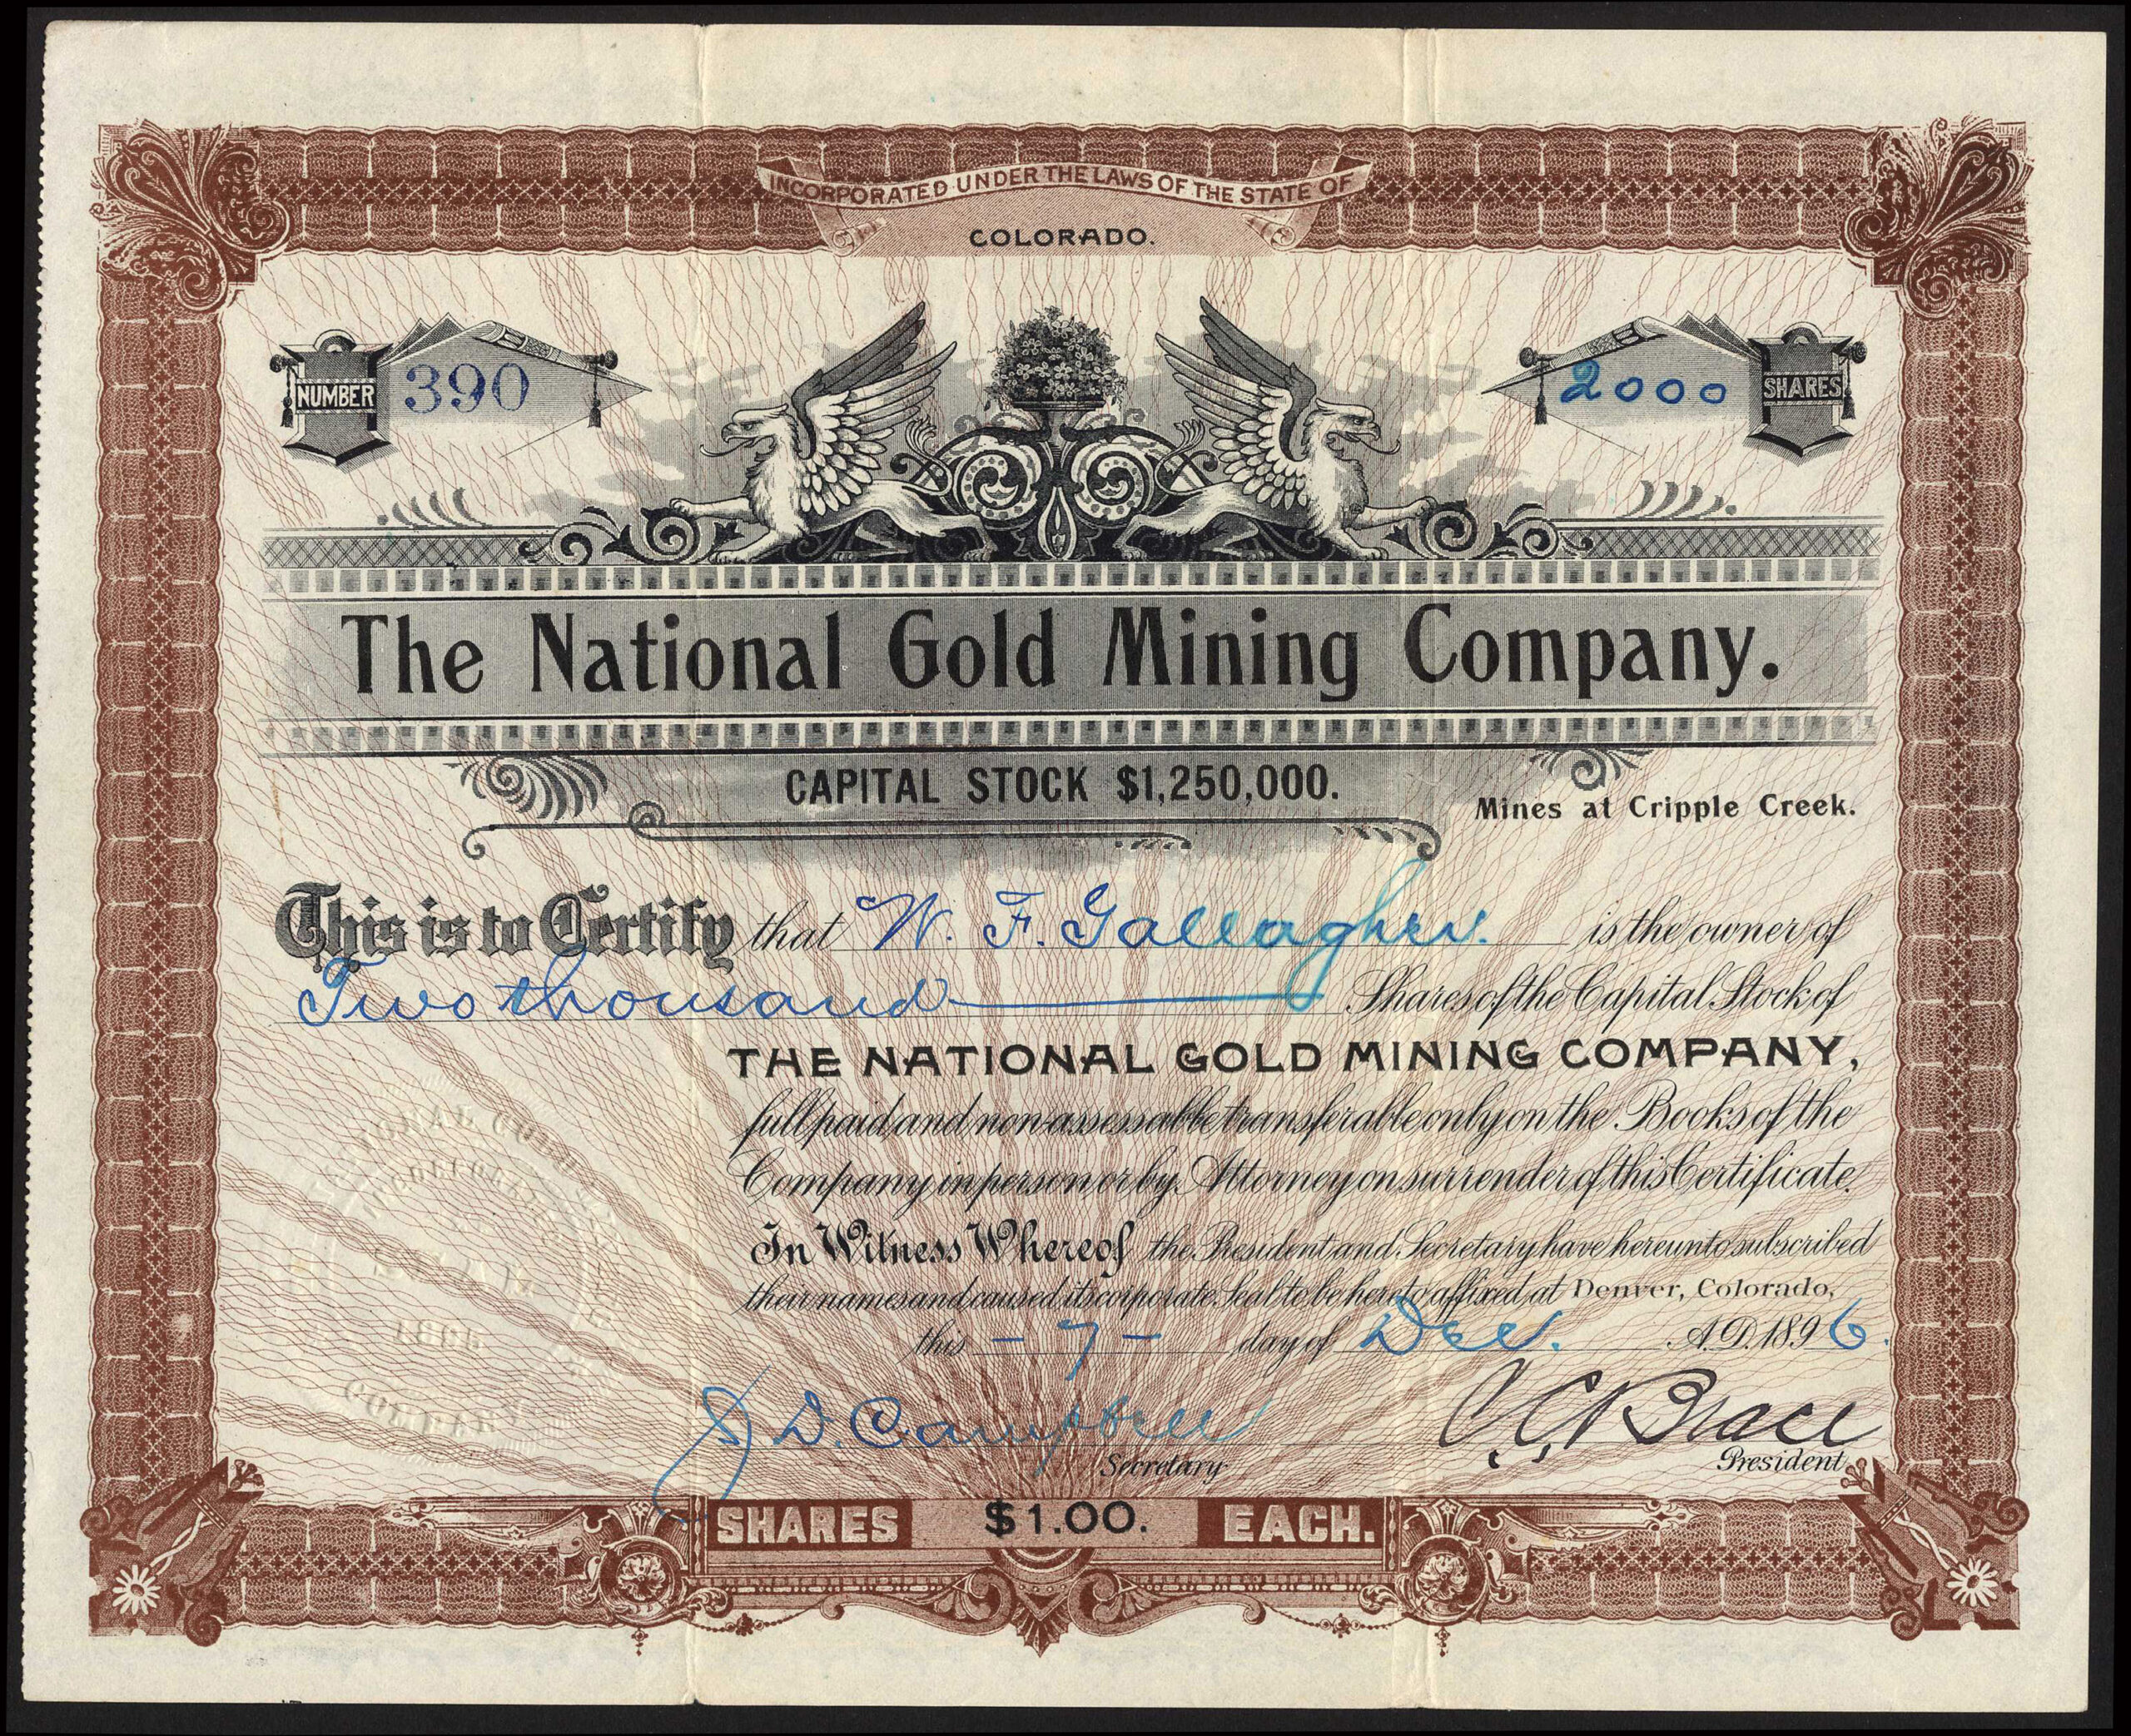 INCORPORATED UNDER THE LAWS OF THE STATE OF
COLORADO.
NUMBER 390
2000 SHARES
The National Gold Mining Company.
CAPITAL STOCK $1,250,000.
Mines at Cripple Creek.
This is to Certify that W. F. Gallagher. is the owner of
Two thousand Shares of the Capital Stock of
THE NATIONAL GOLD MINING COMPANY,
full paid and non-assessable transferable only on the Books of the
Company in person or by Attorney on surrender of this Certificate.
In Witness Whereof the President and Secretary have hereunto subscribed
their names and caused its corporate Seal to be hereto affixed at Denver, Colorado,
this - 7 - day of Dec. A.D. 1896.
J. D. Campbell
Secretary
Brace
President
SHARES $1.00. EACH.